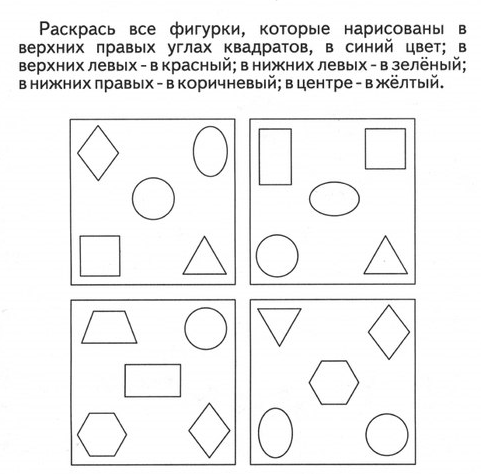 Раскрась все фигурки, которые нарисованы в
верхних правых углах квадратов, в синий цвет; в
верхних левых - в красный; в нижних левых - в зелёный;
в нижних правых - в коричневый; в центре - в жёлтый.